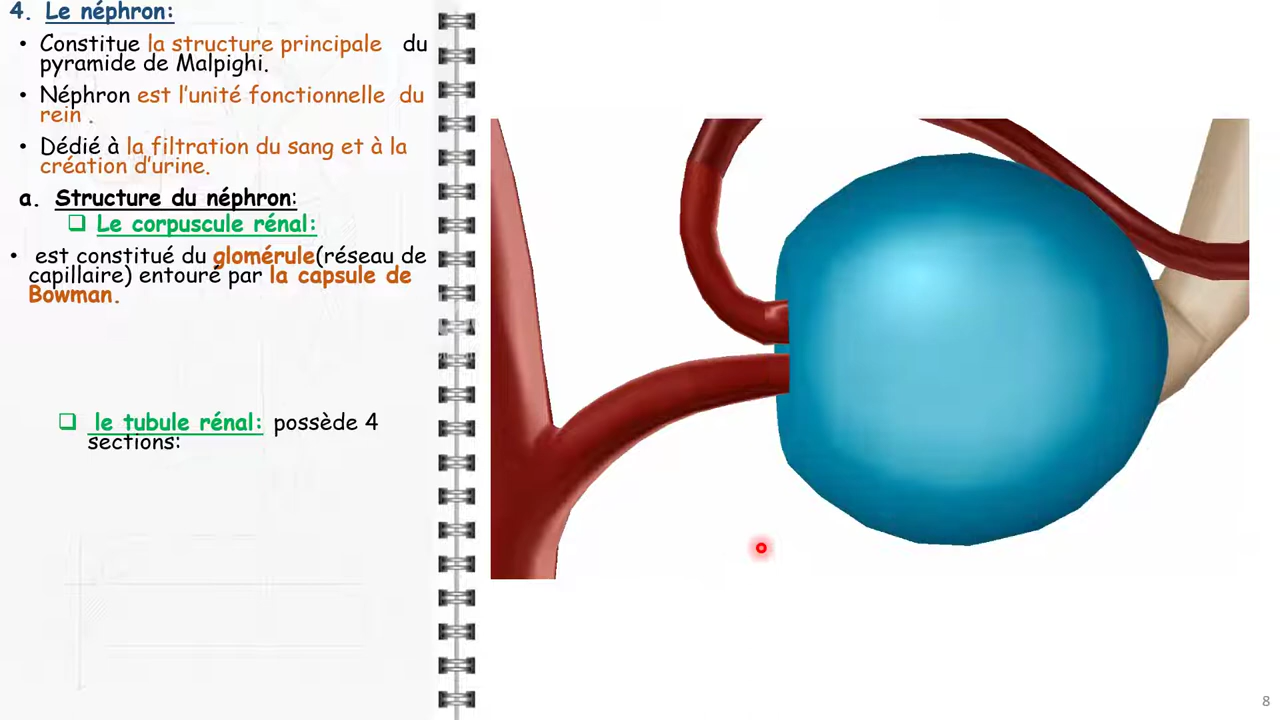 4. Le néphron:
• Constitue la structure principale du
pyramide de Malpighi.
• Néphron est l'unité fonctionnelle du
rein .
• Dédié à la filtration du sang et à la
création d'urine.
a. Structure du néphron:
❑ Le corpuscule rénal:
• est constitué du glomérule(réseau de
capillaire) entouré par la capsule de
Bowman.
❑ le tubule rénal: possède 4
sections:
8